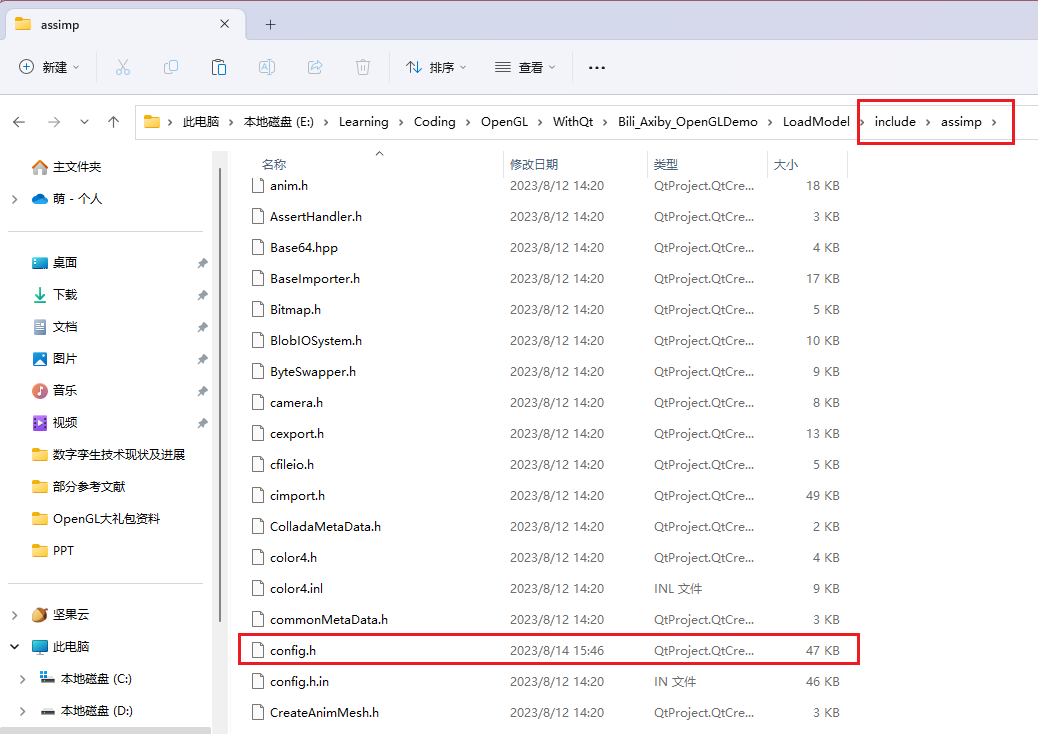 assimp
新建
排序
查看
此电脑 本地磁盘 (E:) Learning Coding OpenGL WithQt Bili_Axiby_OpenGLDemo LoadModel include assimp
主文件夹
萌 - 个人
桌面
下载
文档
图片
音乐
视频
数字孪生技术现状及进展
部分参考文献
OpenGL大礼包资料
PPT
坚果云
此电脑
本地磁盘 (C:)
本地磁盘 (D:)
名称 修改日期 类型 大小
anim.h 2023/8/12 14:20 QtProject.QtCre... 18 KB
AssertHandler.h 2023/8/12 14:20 QtProject.QtCre... 3 KB
Base64.hpp 2023/8/12 14:20 QtProject.QtCre... 4 KB
BaseImporter.h 2023/8/12 14:20 QtProject.QtCre... 17 KB
Bitmap.h 2023/8/12 14:20 QtProject.QtCre... 5 KB
BlobIOSystem.h 2023/8/12 14:20 QtProject.QtCre... 10 KB
ByteSwapper.h 2023/8/12 14:20 QtProject.QtCre... 9 KB
camera.h 2023/8/12 14:20 QtProject.QtCre... 8 KB
cexport.h 2023/8/12 14:20 QtProject.QtCre... 13 KB
cfileio.h 2023/8/12 14:20 QtProject.QtCre... 5 KB
cimport.h 2023/8/12 14:20 QtProject.QtCre... 49 KB
ColladaMetaData.h 2023/8/12 14:20 QtProject.QtCre... 2 KB
color4.h 2023/8/12 14:20 QtProject.QtCre... 4 KB
color4.inl 2023/8/12 14:20 INL 文件 9 KB
commonMetaData.h 2023/8/12 14:20 QtProject.QtCre... 3 KB
config.h 2023/8/14 15:46 QtProject.QtCre... 47 KB
config.h.in 2023/8/12 14:20 IN 文件 46 KB
CreateAnimMesh.h 2023/8/12 14:20 QtProject.QtCre... 3 KB